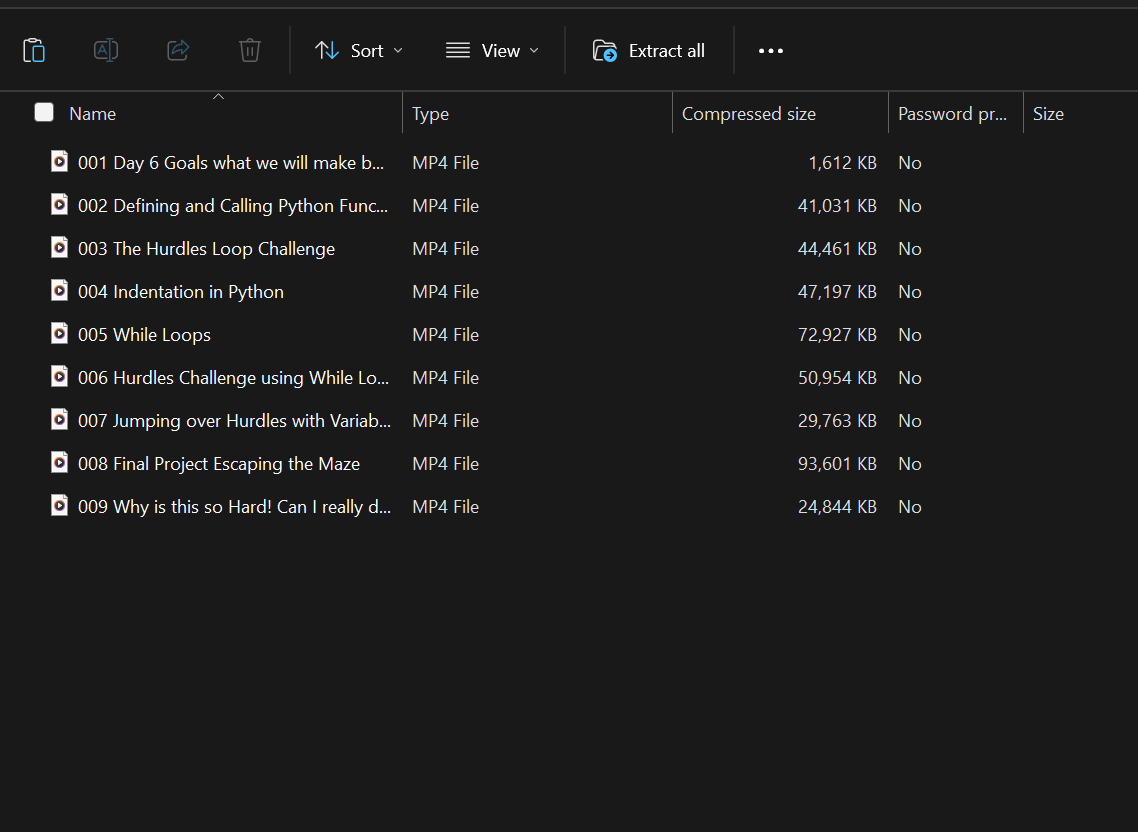 Sort View Extract all
Name Type Compressed size Password pr... Size
001 Day 6 Goals what we will make b... MP4 File 1,612 KB No
002 Defining and Calling Python Func... MP4 File 41,031 KB No
003 The Hurdles Loop Challenge MP4 File 44,461 KB No
004 Indentation in Python MP4 File 47,197 KB No
005 While Loops MP4 File 72,927 KB No
006 Hurdles Challenge using While Lo... MP4 File 50,954 KB No
007 Jumping over Hurdles with Variab... MP4 File 29,763 KB No
008 Final Project Escaping the Maze MP4 File 93,601 KB No
009 Why is this so Hard! Can I really d... MP4 File 24,844 KB No